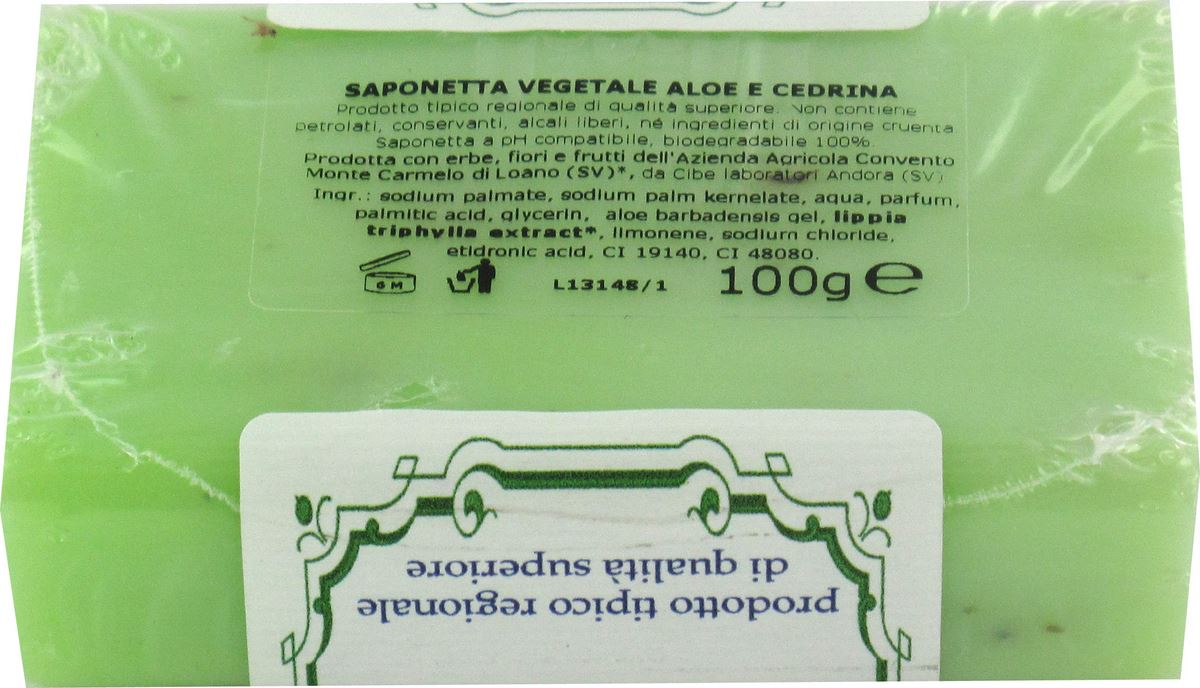 SAPONETTA VEGETALE ALOE E CEDRINA
Prodotto tipico regionale di qualità superiore. Non contiene
petrolati, conservanti, alcali liberi, né ingredienti di origine cruenta
Saponetta a pH compatibile, biodegradabile 100%.
Prodotta con erbe, fiori e frutti dell'Azienda Agricola Convento
Monte Carmelo di Loano (SV)*, da Cibe laboratori Andora (SV)
Ingr.: sodium palmate, sodium palm kernelate, aqua, parfum,
palmitic acid, glycerin, aloe barbadensis gel, lippia
triphylla extract*, limonene, sodium chloride,
etidronic acid, CI 19140, CI 48080.
6M L13148/1 100g e
prodotto tipico regionale
di qualità superiore